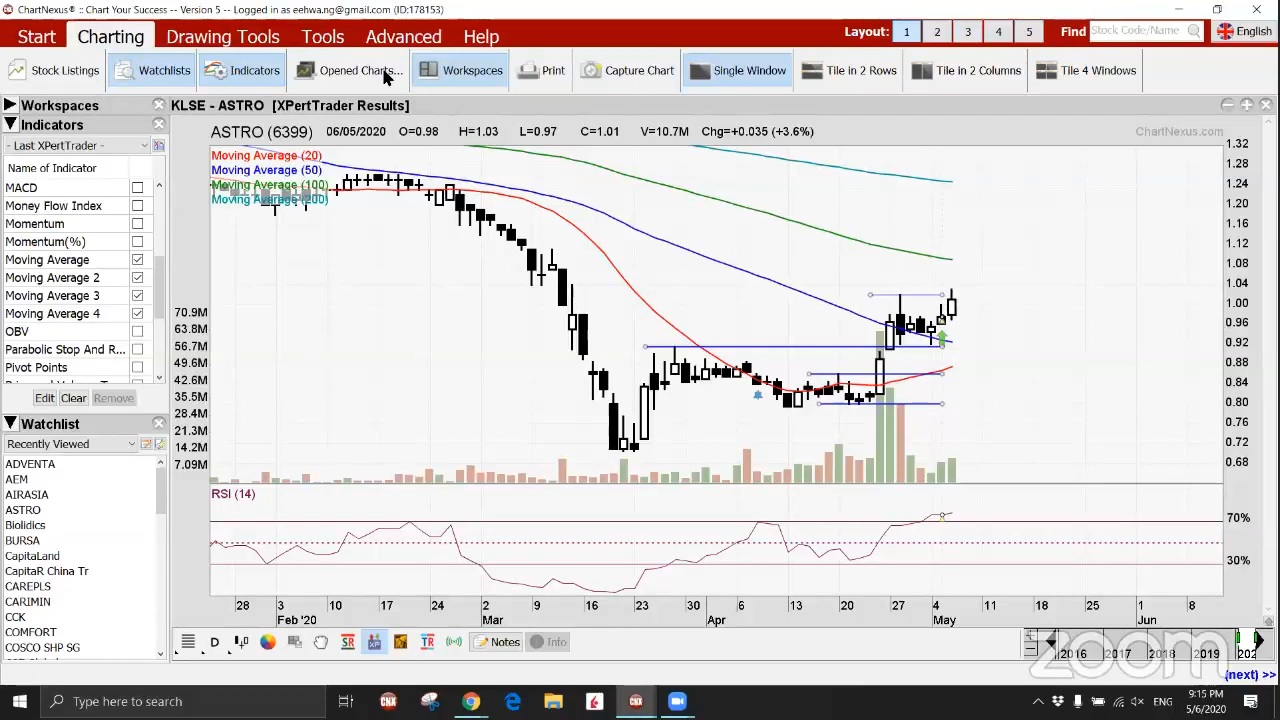 ChartNexus :: Chart Your Success -- Version 5 -- Logged in as eehwa.ng@gmail.com (ID:178153)
Start Charting Drawing Tools Tools Advanced Help Layout: 1 2 3 4 5 Find Stock Code/Name English
Stock Listings Watchlists Indicators Opened Charts... Workspaces Print Capture Chart Single Window Tile in 2 Rows Tile in 2 Columns Tile 4 Windows
Workspaces
Indicators
- Last XPertTrader -
Name of Indicator
MACD
Money Flow Index
Momentum
Momentum(%)
Moving Average
Moving Average 2
Moving Average 3
Moving Average 4
OBV
Parabolic Stop And R...
Pivot Points
Edit Clear Remove
Watchlist
Recently Viewed
ADVENTA
AEM
AIRASIA
ASTRO
Biolidics
BURSA
CapitaLand
CapitaR China Tr
CAREPLS
CARIMIN
CCK
COMFORT
COSCO SHP SG
KLSE - ASTRO [XPertTrader Results]
ASTRO (6399) 06/05/2020 O=0.98 H=1.03 L=0.97 C=1.01 V=10.7M Chg=+0.035 (+3.6%) ChartNexus.com
Moving Average (20)
Moving Average (50)
Moving Average (100)
Moving Average (200)
1.32
1.28
1.24
1.20
1.16
1.12
1.08
1.04
1.00
0.96
0.92
0.88
0.84
0.80
0.76
0.72
0.68
70.9M
63.8M
56.7M
49.6M
42.6M
35.5M
28.4M
21.3M
14.2M
7.09M
RSI (14)
70%
30%
28 3 10 17 24 2 9 16 23 30 6 13 20 27 4 11 18 25 1 8
Feb '20 Mar Apr May Jun
D SR XP TR Notes Info
2016 2017 2018 2019 202
zoom
(next) >>
Type here to search
CNX
CNX
ENG
9:15 PM
5/6/2020